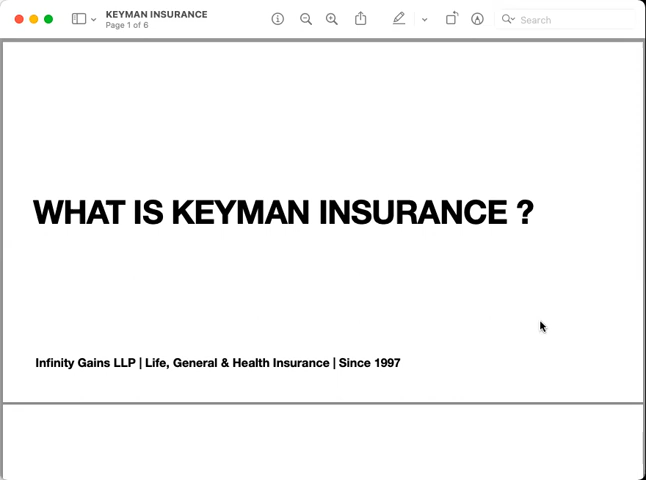 KEYMAN INSURANCE
Page 1 of 6
Search
WHAT IS KEYMAN INSURANCE ?
Infinity Gains LLP | Life, General & Health Insurance | Since 1997